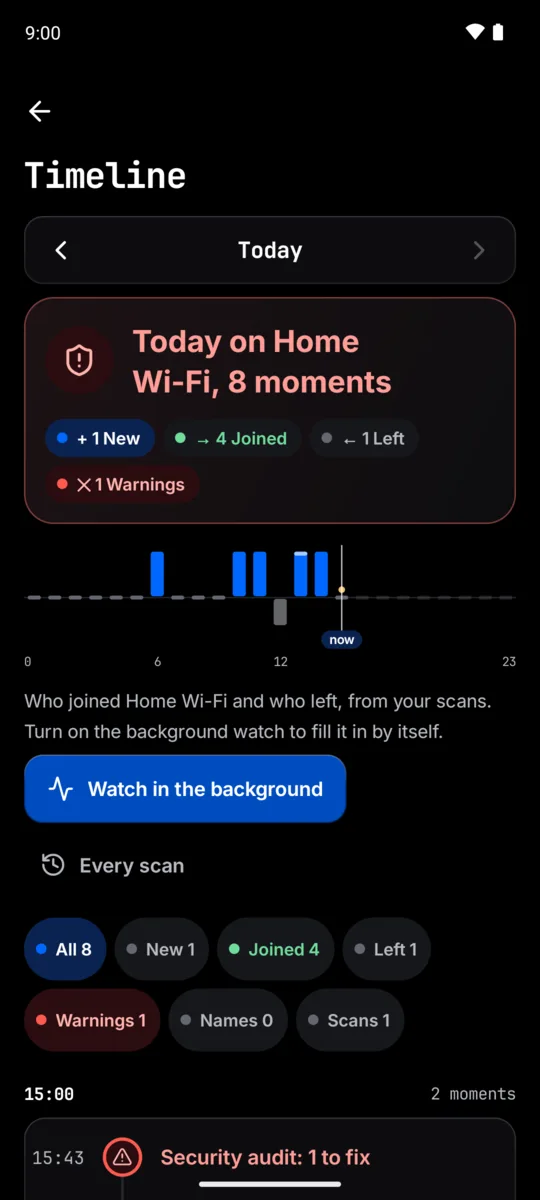 9:00
Timeline
Today
Today on Home
Wi-Fi, 8 moments
+ 1 New
→ 4 Joined
← 1 Left
✕ 1 Warnings
now
0 6 12 23
Who joined Home Wi-Fi and who left, from your scans.
Turn on the background watch to fill it in by itself.
Watch in the background
Every scan
All 8
New 1
Joined 4
Left 1
Warnings 1
Names 0
Scans 1
15:00 2 moments
15:43 Security audit: 1 to fix